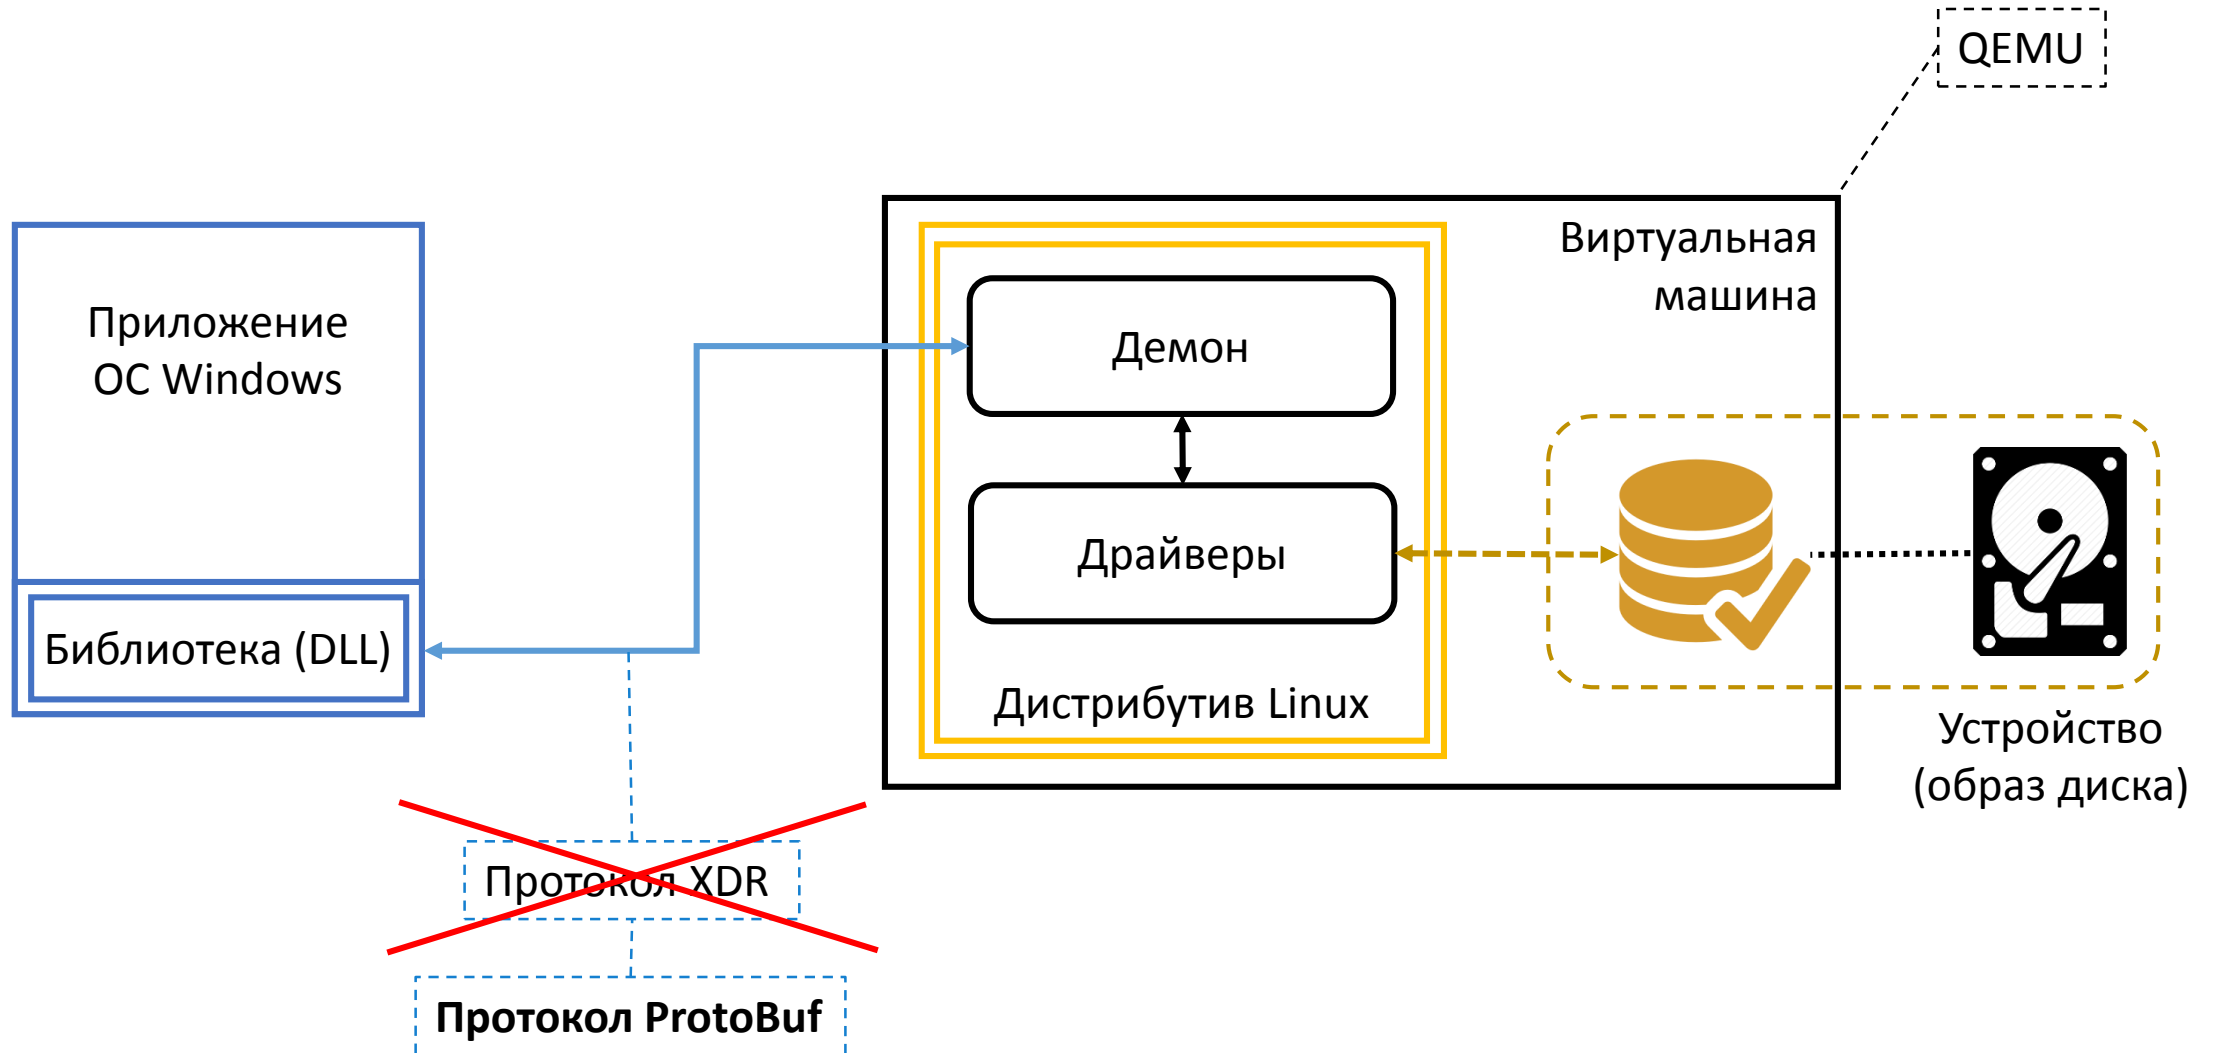 QEMU
Виртуальная
машина
Приложение
ОС Windows
Демон
Драйверы
Библиотека (DLL)
Дистрибутив Linux
Устройство
(образ диска)
Протокол XDR
Протокол ProtoBuf